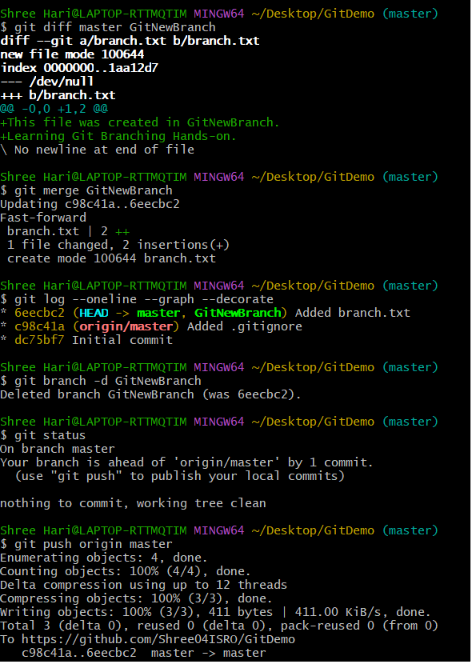 Shree Hari@LAPTOP-RTTMQTIM MINGW64 ~/Desktop/GitDemo (master)
$ git diff master GitNewBranch
diff --git a/branch.txt b/branch.txt
new file mode 100644
index 0000000..1aa12d7
--- /dev/null
+++ b/branch.txt
@@ -0,0 +1,2 @@
+This file was created in GitNewBranch.
+Learning Git Branching Hands-on.
\ No newline at end of file

Shree Hari@LAPTOP-RTTMQTIM MINGW64 ~/Desktop/GitDemo (master)
$ git merge GitNewBranch
Updating c98c41a..6eecbc2
Fast-forward
 branch.txt | 2 ++
 1 file changed, 2 insertions(+)
 create mode 100644 branch.txt

Shree Hari@LAPTOP-RTTMQTIM MINGW64 ~/Desktop/GitDemo (master)
$ git log --oneline --graph --decorate
* 6eecbc2 (HEAD -> master, GitNewBranch) Added branch.txt
* c98c41a (origin/master) Added .gitignore
* dc75bf7 Initial commit

Shree Hari@LAPTOP-RTTMQTIM MINGW64 ~/Desktop/GitDemo (master)
$ git branch -d GitNewBranch
Deleted branch GitNewBranch (was 6eecbc2).

Shree Hari@LAPTOP-RTTMQTIM MINGW64 ~/Desktop/GitDemo (master)
$ git status
On branch master
Your branch is ahead of 'origin/master' by 1 commit.
  (use "git push" to publish your local commits)

nothing to commit, working tree clean

Shree Hari@LAPTOP-RTTMQTIM MINGW64 ~/Desktop/GitDemo (master)
$ git push origin master
Enumerating objects: 4, done.
Counting objects: 100% (4/4), done.
Delta compression using up to 12 threads
Compressing objects: 100% (3/3), done.
Writing objects: 100% (3/3), 411 bytes | 411.00 KiB/s, done.
Total 3 (delta 0), reused 0 (delta 0), pack-reused 0 (from 0)
To https://github.com/Shree04ISRO/GitDemo
   c98c41a..6eecbc2  master -> master